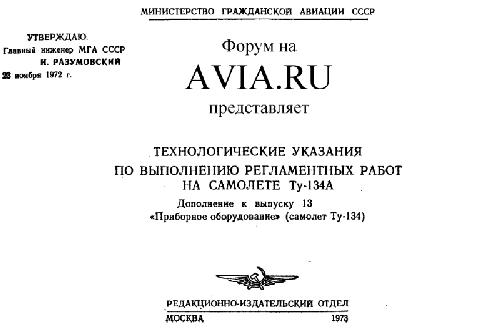 МИНИСТЕРСТВО ГРАЖДАНСКОЙ АВИАЦИИ СССР
УТВЕРЖДАЮ.
Главный инженер МГА СССР
Н. РАЗУМОВСКИЙ
23 ноября 1972 г.
Форум на
AVIA.RU
представляет
ТЕХНОЛОГИЧЕСКИЕ УКАЗАНИЯ
ПО ВЫПОЛНЕНИЮ РЕГЛАМЕНТНЫХ РАБОТ
НА САМОЛЕТЕ Ту-134А
Дополнение к выпуску 13
«Приборное оборудование» (самолет Ту-134)
РЕДАКЦИОННО-ИЗДАТЕЛЬСКИЙ ОТДЕЛ
МОСКВА 1973